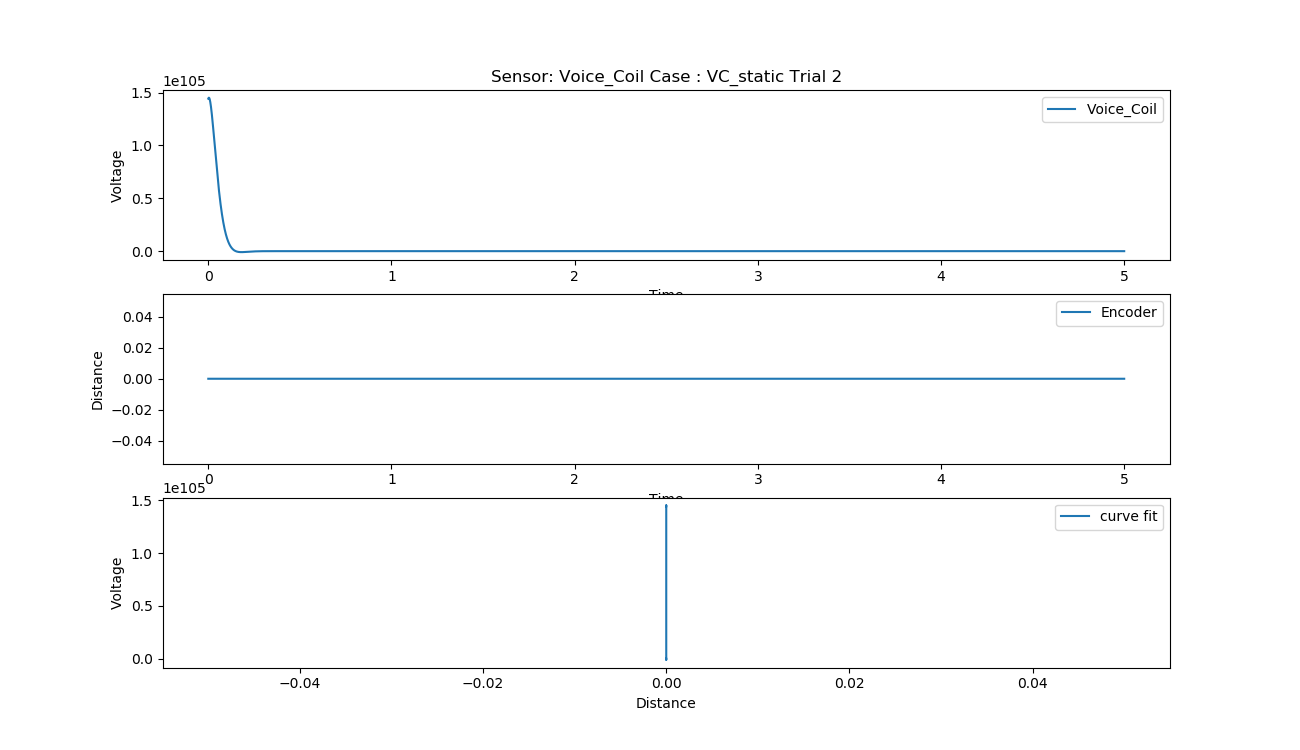 Sensor: Voice_Coil Case : VC_static Trial 2
1e105
1.5
1.0
0.5
0.0
Voltage
Voice_Coil
0 1 2 3 4 5
Time
0.04
0.02
0.00
−0.02
−0.04
Distance
Encoder
0 1 2 3 4 5
Time
1e105
1.5
1.0
0.5
0.0
Voltage
curve fit
−0.04 −0.02 0.00 0.02 0.04
Distance